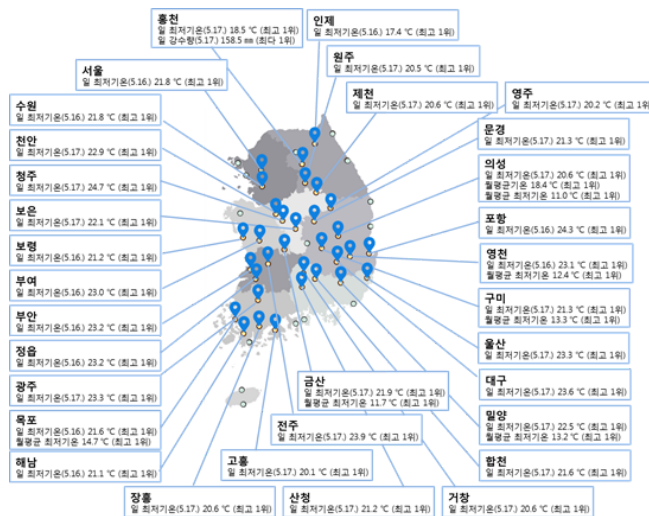 홍천
일 최저기온(5.17.) 18.5 ℃ (최고 1위)
일 강수량(5.17.) 158.5 ㎜ (최다 1위)
인제
일 최저기온(5.16.) 17.4 ℃ (최고 1위)
원주
일 최저기온(5.17.) 20.5 ℃ (최고 1위)
서울
일 최저기온(5.16.) 21.8 ℃ (최고 1위)
제천
일 최저기온(5.17.) 20.6 ℃ (최고 1위)
영주
일 최저기온(5.17.) 20.2 ℃ (최고 1위)
수원
일 최저기온(5.16.) 21.8 ℃ (최고 1위)
문경
일 최저기온(5.17.) 21.3 ℃ (최고 1위)
천안
일 최저기온(5.17.) 22.9 ℃ (최고 1위)
의성
일 최저기온(5.17.) 20.6 ℃ (최고 1위)
월평균기온 18.4 ℃ (최고 1위)
월평균 최저기온 11.0 ℃ (최고 1위)
청주
일 최저기온(5.17.) 24.7 ℃ (최고 1위)
보은
일 최저기온(5.17.) 22.1 ℃ (최고 1위)
포항
일 최저기온(5.16.) 24.3 ℃ (최고 1위)
보령
일 최저기온(5.16.) 21.2 ℃ (최고 1위)
영천
일 최저기온(5.16.) 23.1 ℃ (최고 1위)
월평균 최저기온 12.4 ℃ (최고 1위)
부여
일 최저기온(5.16.) 23.0 ℃ (최고 1위)
구미
일 최저기온(5.17.) 21.3 ℃ (최고 1위)
월평균 최저기온 13.3 ℃ (최고 1위)
부안
일 최저기온(5.16.) 23.2 ℃ (최고 1위)
울산
일 최저기온(5.17.) 23.3 ℃ (최고 1위)
정읍
일 최저기온(5.16.) 23.2 ℃ (최고 1위)
대구
일 최저기온(5.17.) 23.6 ℃ (최고 1위)
광주
일 최저기온(5.17.) 23.3 ℃ (최고 1위)
금산
일 최저기온(5.17.) 21.9 ℃ (최고 1위)
월평균 최저기온 11.7 ℃ (최고 1위)
밀양
일 최저기온(5.17.) 22.5 ℃ (최고 1위)
월평균 최저기온 13.2 ℃ (최고 1위)
목포
일 최저기온(5.16.) 21.6 ℃ (최고 1위)
월평균 최저기온 14.7 ℃ (최고 1위)
전주
일 최저기온(5.17.) 23.9 ℃ (최고 1위)
해남
일 최저기온(5.16.) 21.1 ℃ (최고 1위)
고흥
일 최저기온(5.17.) 20.1 ℃ (최고 1위)
합천
일 최저기온(5.17.) 21.6 ℃ (최고 1위)
장흥
일 최저기온(5.17.) 20.6 ℃ (최고 1위)
산청
일 최저기온(5.17.) 21.2 ℃ (최고 1위)
거창
일 최저기온(5.17.) 20.6 ℃ (최고 1위)